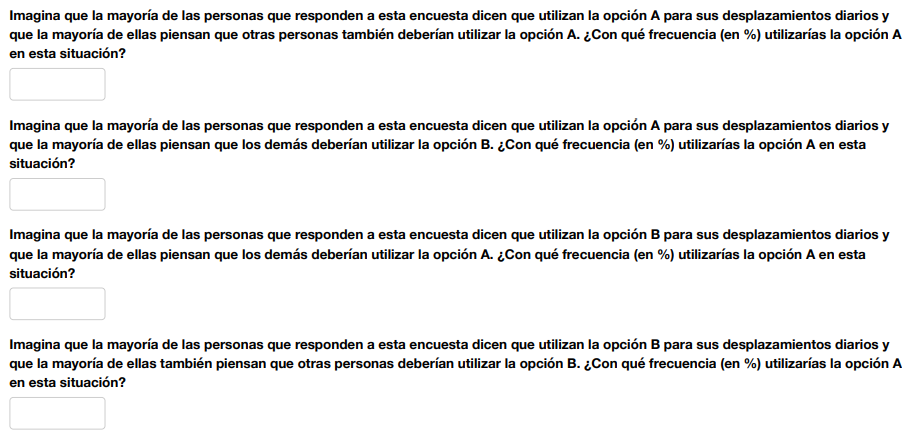 Imagina que la mayoría de las personas que responden a esta encuesta dicen que utilizan la opción A para sus desplazamientos diarios y
que la mayoría de ellas piensan que otras personas también deberían utilizar la opción A. ¿Con qué frecuencia (en %) utilizarías la opción A
en esta situación?
Imagina que la mayoría de las personas que responden a esta encuesta dicen que utilizan la opción A para sus desplazamientos diarios y
que la mayoría de ellas piensan que los demás deberían utilizar la opción B. ¿Con qué frecuencia (en %) utilizarías la opción A en esta
situación?
Imagina que la mayoría de las personas que responden a esta encuesta dicen que utilizan la opción B para sus desplazamientos diarios y
que la mayoría de ellas piensan que los demás deberían utilizar la opción A. ¿Con qué frecuencia (en %) utilizarías la opción A en esta
situación?
Imagina que la mayoría de las personas que responden a esta encuesta dicen que utilizan la opción B para sus desplazamientos diarios y
que la mayoría de ellas también piensan que otras personas deberían utilizar la opción B. ¿Con qué frecuencia (en %) utilizarías la opción A
en esta situación?